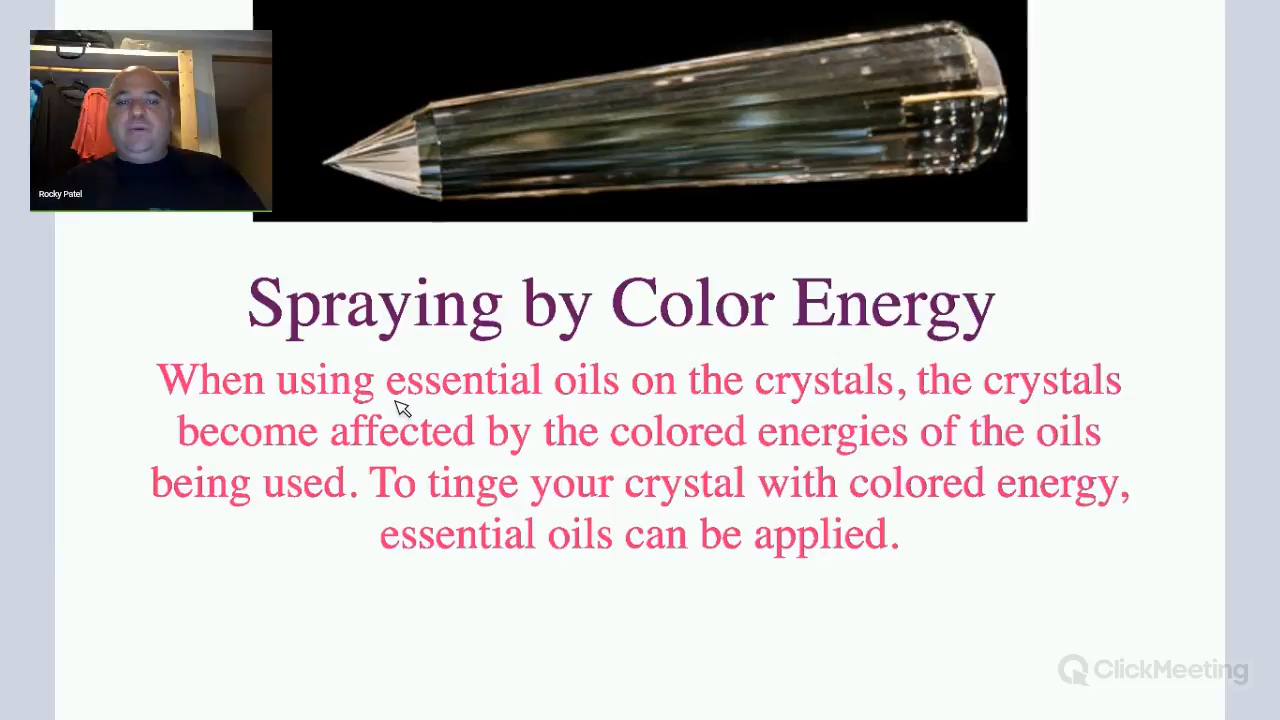 Rocky Patel
Spraying by Color Energy
When using essential oils on the crystals, the crystals
become affected by the colored energies of the oils
being used. To tinge your crystal with colored energy,
essential oils can be applied.
ClickMeeting